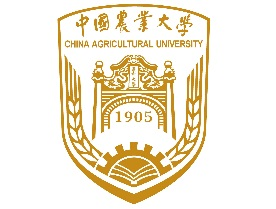 中國農業大學
CHINA AGRICULTURAL UNIVERSITY
1905